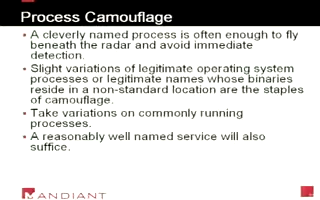 Process Camouflage
▪ A cleverly named process is often enough to fly
beneath the radar and avoid immediate
detection.
▪ Slight variations of legitimate operating system
processes or legitimate names whose binaries
reside in a non-standard location are the staples
of camouflage.
▪ Take variations on commonly running
processes.
▪ A reasonably well named service will also
suffice.
MANDIANT